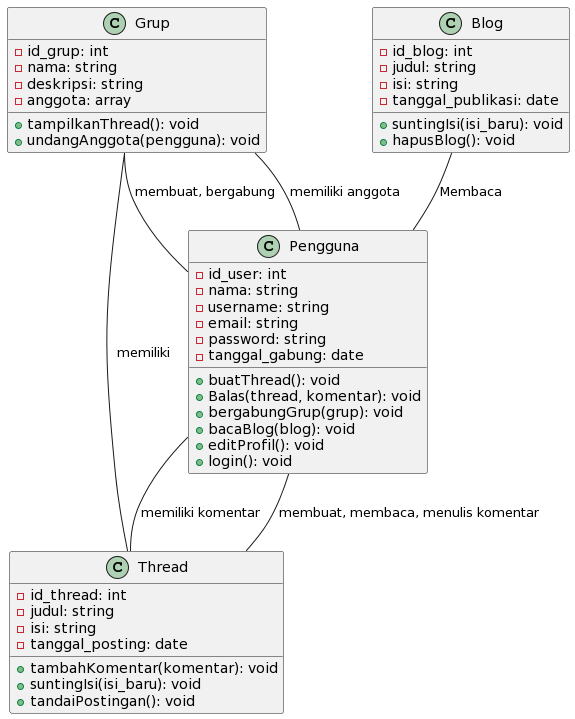 C Grup
id_grup: int
nama: string
deskripsi: string
anggota: array
tampilkanThread(): void
undangAnggota(pengguna): void
C Blog
id_blog: int
judul: string
isi: string
tanggal_publikasi: date
suntingIsi(isi_baru): void
hapusBlog(): void
membuat, bergabung
memiliki anggota
Membaca
C Pengguna
id_user: int
nama: string
username: string
email: string
password: string
tanggal_gabung: date
buatThread(): void
Balas(thread, komentar): void
bergabungGrup(grup): void
bacaBlog(blog): void
editProfil(): void
login(): void
memiliki
memiliki komentar
membuat, membaca, menulis komentar
C Thread
id_thread: int
judul: string
isi: string
tanggal_posting: date
tambahKomentar(komentar): void
suntingIsi(isi_baru): void
tandaiPostingan(): void